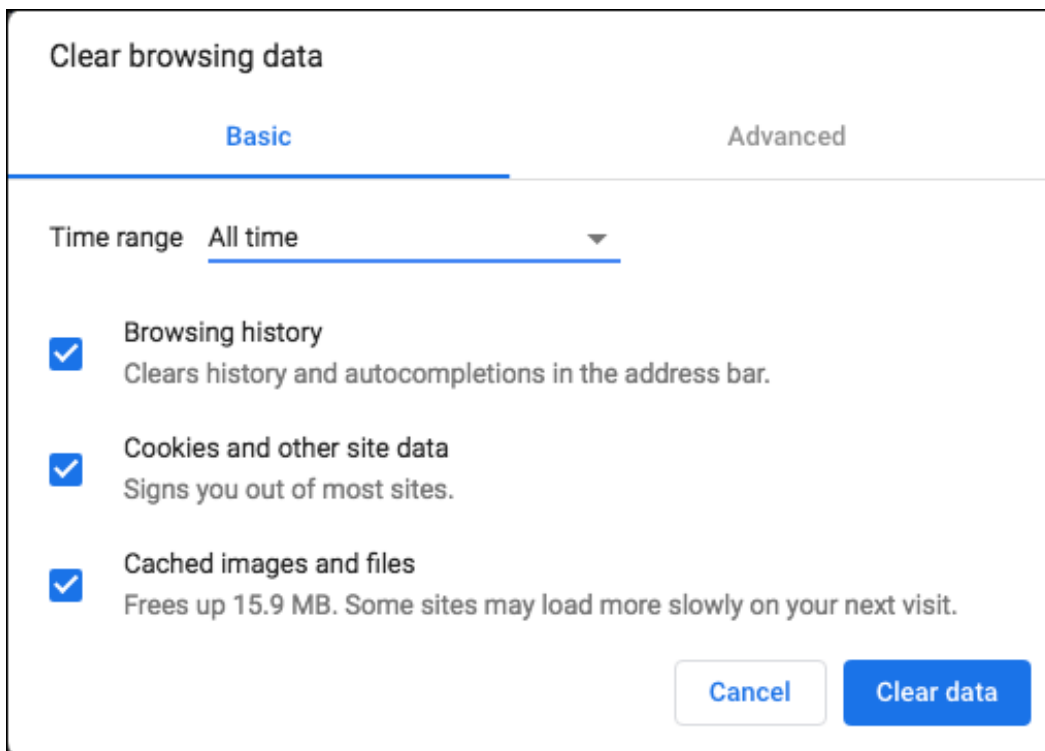 Clear browsing data
Basic Advanced
Time range All time
Browsing history
Clears history and autocompletions in the address bar.
Cookies and other site data
Signs you out of most sites.
Cached images and files
Frees up 15.9 MB. Some sites may load more slowly on your next visit.
Cancel Clear data